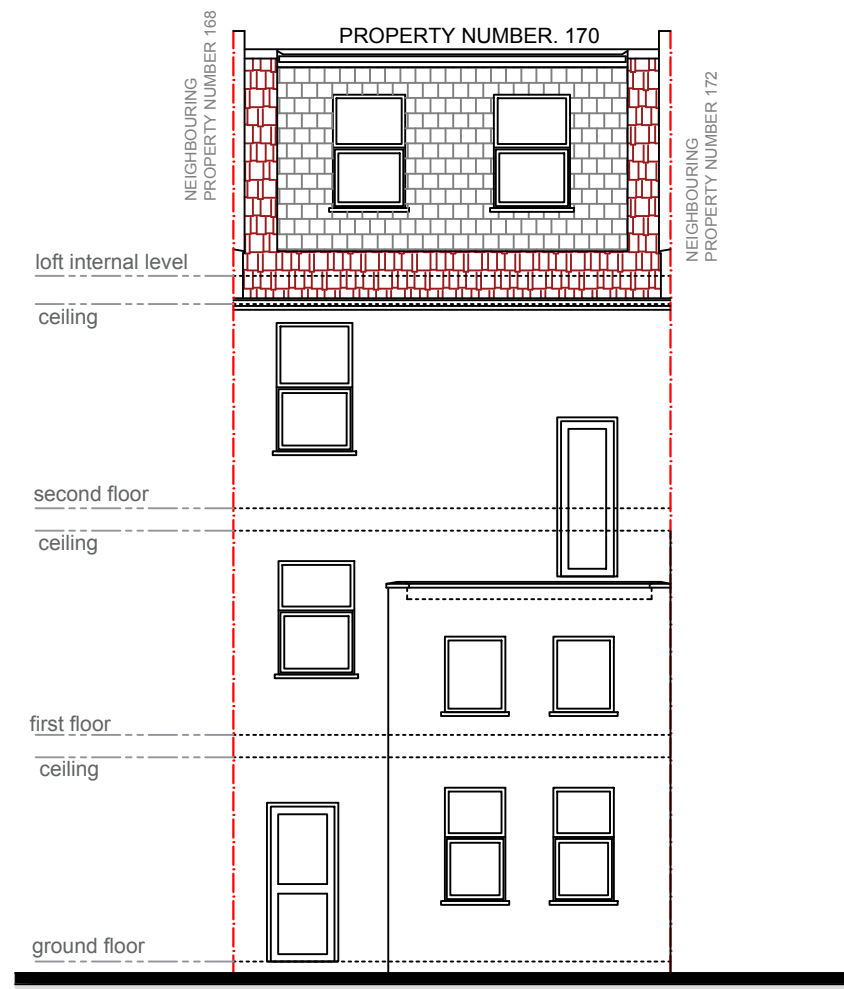 PROPERTY NUMBER. 170
NEIGHBOURING
PROPERTY NUMBER 168
NEIGHBOURING
PROPERTY NUMBER 172
loft internal level
ceiling
second floor
ceiling
first floor
ceiling
ground floor